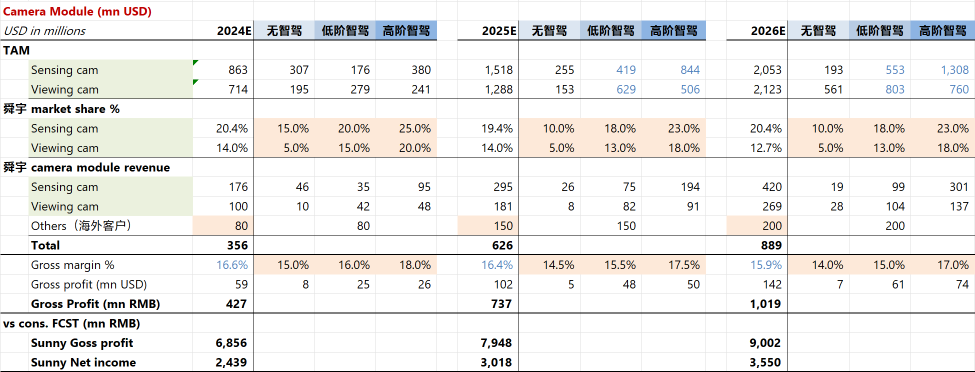 Camera Module (mn USD)
USD in millions 2024E 无智驾 低阶智驾 高阶智驾 2025E 无智驾 低阶智驾 高阶智驾 2026E 无智驾 低阶智驾 高阶智驾
TAM
Sensing cam 863 307 176 380 1,518 255 419 844 2,053 193 553 1,308
Viewing cam 714 195 279 241 1,288 153 629 506 2,123 561 803 760
舜宇 market share %
Sensing cam 20.4% 15.0% 20.0% 25.0% 19.4% 10.0% 18.0% 23.0% 20.4% 10.0% 18.0% 23.0%
Viewing cam 14.0% 5.0% 15.0% 20.0% 14.0% 5.0% 13.0% 18.0% 12.7% 5.0% 13.0% 18.0%
舜宇 camera module revenue
Sensing cam 176 46 35 95 295 26 75 194 420 19 99 301
Viewing cam 100 10 42 48 181 8 82 91 269 28 104 137
Others（海外客户） 80 80 150 150 200 200
Total 356 626 889
Gross margin % 16.6% 15.0% 16.0% 18.0% 16.4% 14.5% 15.5% 17.5% 15.9% 14.0% 15.0% 17.0%
Gross profit (mn USD) 59 8 25 26 102 5 48 50 142 7 61 74
Gross Profit (mn RMB) 427 737 1,019
vs cons. FCST (mn RMB)
Sunny Goss profit 6,856 7,948 9,002
Sunny Net income 2,439 3,018 3,550